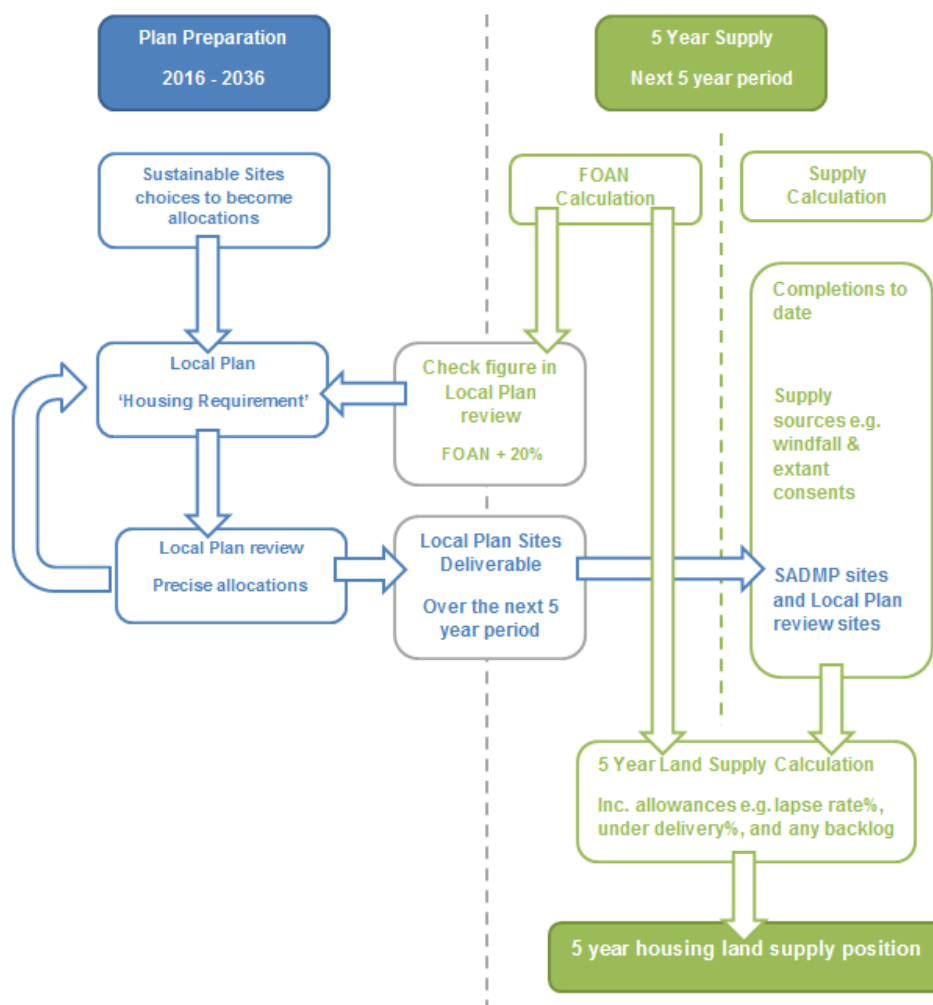 Plan Preparation
2016 - 2036
5 Year Supply
Next 5 year period
Sustainable Sites
choices to become
allocations
FOAN
Calculation
Supply
Calculation
Completions to
date
Supply
sources e.g.
windfall &
extant
consents
SADMP sites
and Local Plan
review sites
Local Plan
‘Housing Requirement’
Check figure in
Local Plan
review
FOAN + 20%
Local Plan review
Precise allocations
Local Plan Sites
Deliverable
Over the next 5
year period
5 Year Land Supply Calculation
Inc. allowances e.g. lapse rate%,
under delivery%, and any backlog
5 year housing land supply position